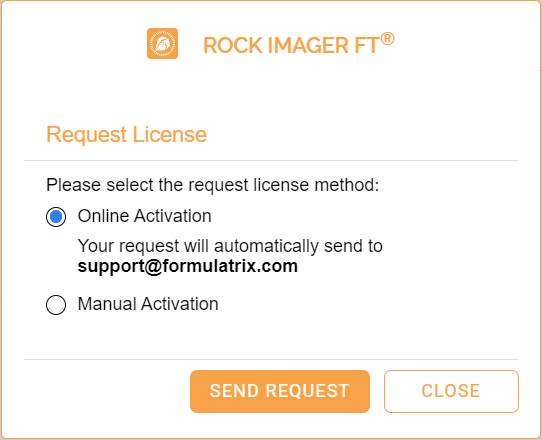 ROCK IMAGER FT®
Request License
Please select the request license method:
Online Activation
Your request will automatically send to
support@formulatrix.com
Manual Activation
SEND REQUEST
CLOSE